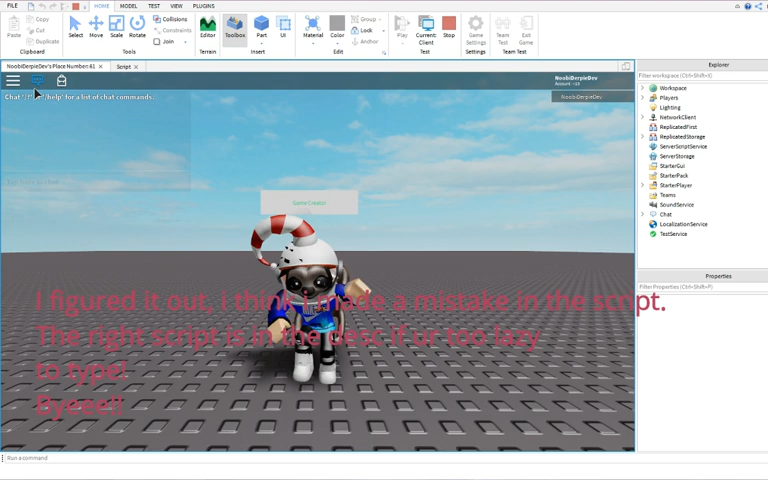 FILE
HOME
MODEL
TEST
VIEW
PLUGINS
Paste
Copy
Cut
Duplicate
Clipboard
Select
Move
Scale
Rotate
Collisions
Constraints
Join
Tools
Editor
Terrain
Toolbox
Part
UI
Insert
Material
Color
Group
Lock
Anchor
Edit
Play
Current:
Client
Stop
Test
Game
Settings
Settings
Team
Test
Exit
Game
Team Test
NoobiDerpieDev's Place Number: 61
Script
NoobiDerpieDev
Account: <13
NoobiDerpieDev
Chat '/?' or '/help' for a list of chat commands.
Game Creator
I figured it out, i think i made a mistake in the script.
The right script is in the desc if ur too lazy
to type!
Byeee!!
Run a command
Explorer
Filter workspace (Ctrl+Shift+X)
Workspace
Players
Lighting
NetworkClient
ReplicatedFirst
ReplicatedStorage
ServerScriptService
ServerStorage
StarterGui
StarterPack
StarterPlayer
Teams
SoundService
Chat
LocalizationService
TestService
Properties
Filter Properties (Ctrl+Shift+P)